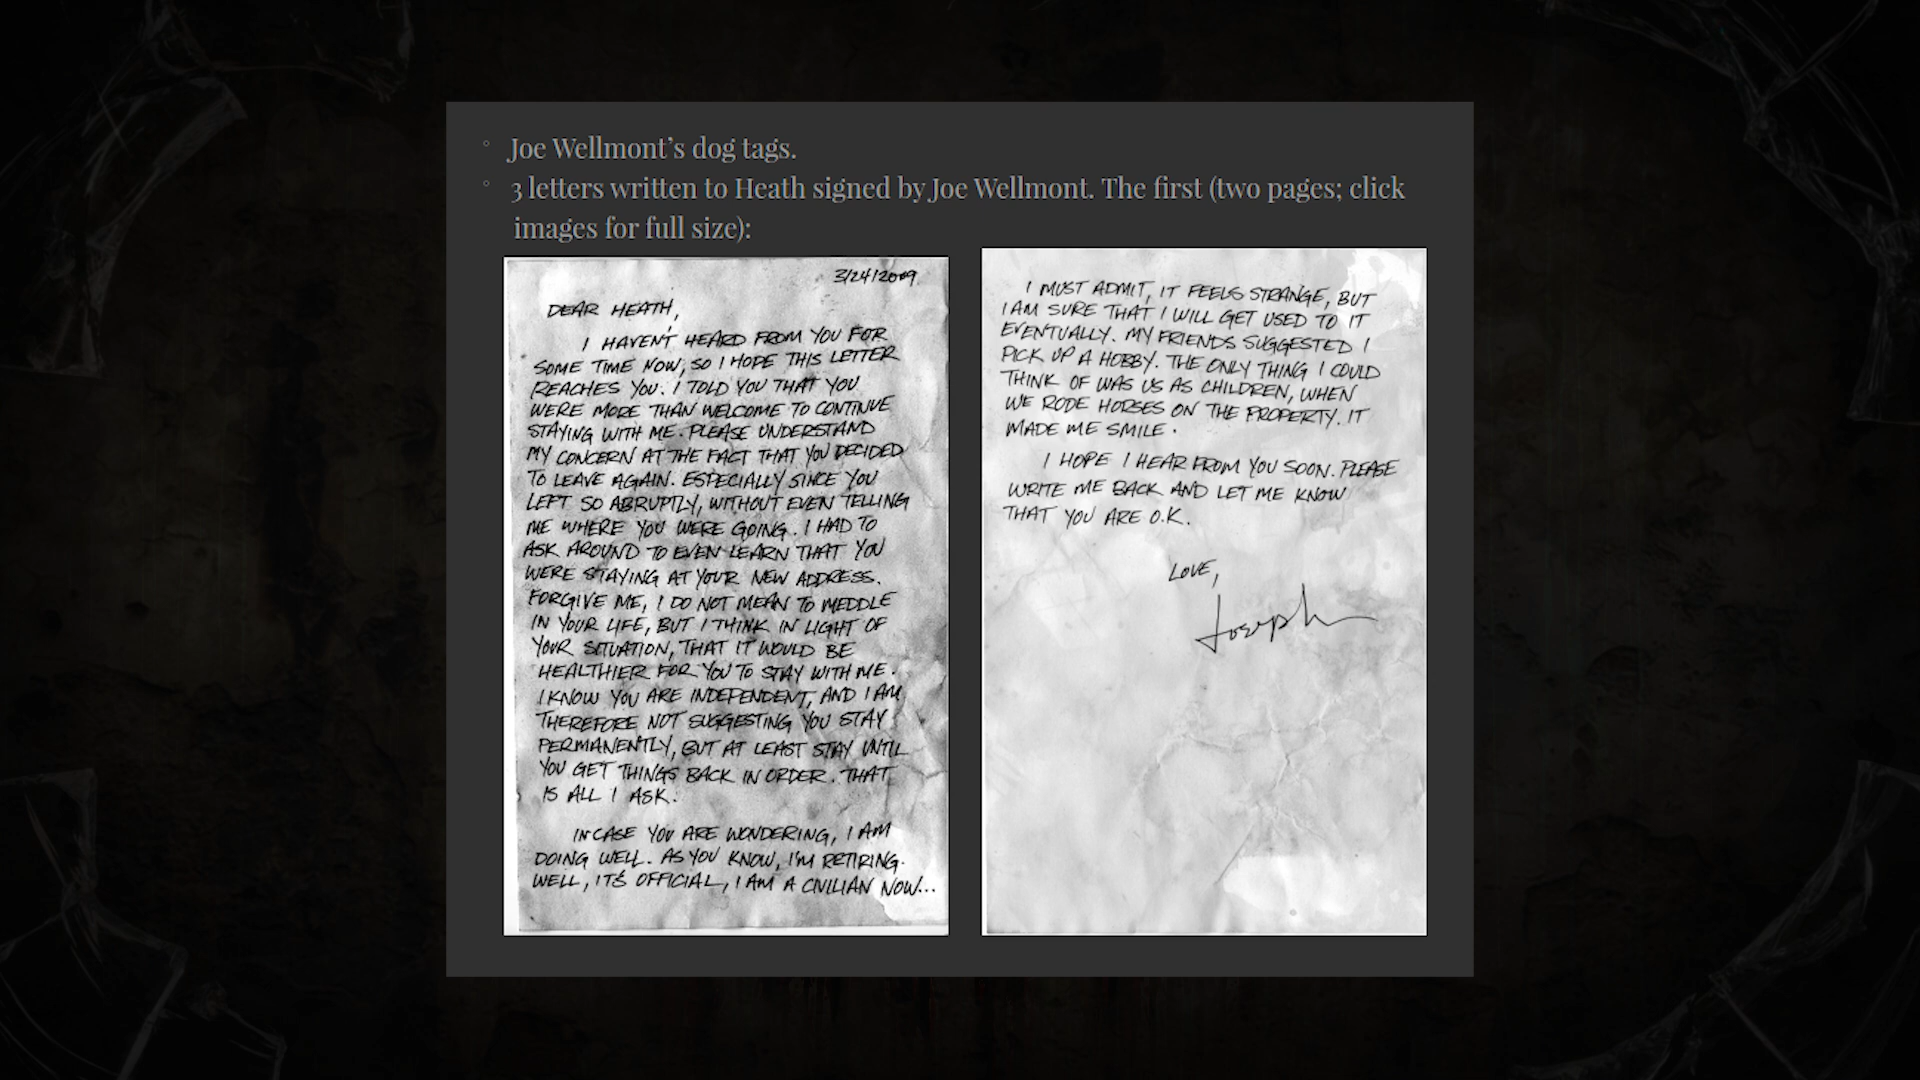 Joe Wellmont’s dog tags.
3 letters written to Heath signed by Joe Wellmont. The first (two pages; click
images for full size):
3/24/2009
DEAR HEATH,
I HAVEN'T HEARD FROM YOU FOR
SOME TIME NOW, SO I HOPE THIS LETTER
REACHES YOU. I TOLD YOU THAT YOU
WERE MORE THAN WELCOME TO CONTINUE
STAYING WITH ME. PLEASE UNDERSTAND
MY CONCERN AT THE FACT THAT YOU DECIDED
TO LEAVE AGAIN. ESPECIALLY SINCE YOU
LEFT SO ABRUPTLY, WITHOUT EVEN TELLING
ME WHERE YOU WERE GOING. I HAD TO
ASK AROUND TO EVEN LEARN THAT YOU
WERE STAYING AT YOUR NEW ADDRESS.
FORGIVE ME, I DO NOT MEAN TO MEDDLE
IN YOUR LIFE, BUT I THINK IN LIGHT OF
YOUR SITUATION, THAT IT WOULD BE
HEALTHIER FOR YOU TO STAY WITH ME.
I KNOW YOU ARE INDEPENDENT, AND I AM
THEREFORE NOT SUGGESTING YOU STAY
PERMANENTLY, BUT AT LEAST STAY UNTIL
YOU GET THINGS BACK IN ORDER. THAT
IS ALL I ASK.
IN CASE YOU ARE WONDERING, I AM
DOING WELL. AS YOU KNOW, I'M RETIRING.
WELL, IT'S OFFICIAL, I AM A CIVILIAN NOW...
I MUST ADMIT, IT FEELS STRANGE, BUT
I AM SURE THAT I WILL GET USED TO IT
EVENTUALLY. MY FRIENDS SUGGESTED I
PICK UP A HOBBY. THE ONLY THING I COULD
THINK OF WAS US AS CHILDREN, WHEN
WE RODE HORSES ON THE PROPERTY. IT
MADE ME SMILE.
I HOPE I HEAR FROM YOU SOON. PLEASE
WRITE ME BACK AND LET ME KNOW
THAT YOU ARE O.K.
LOVE,
Joseph